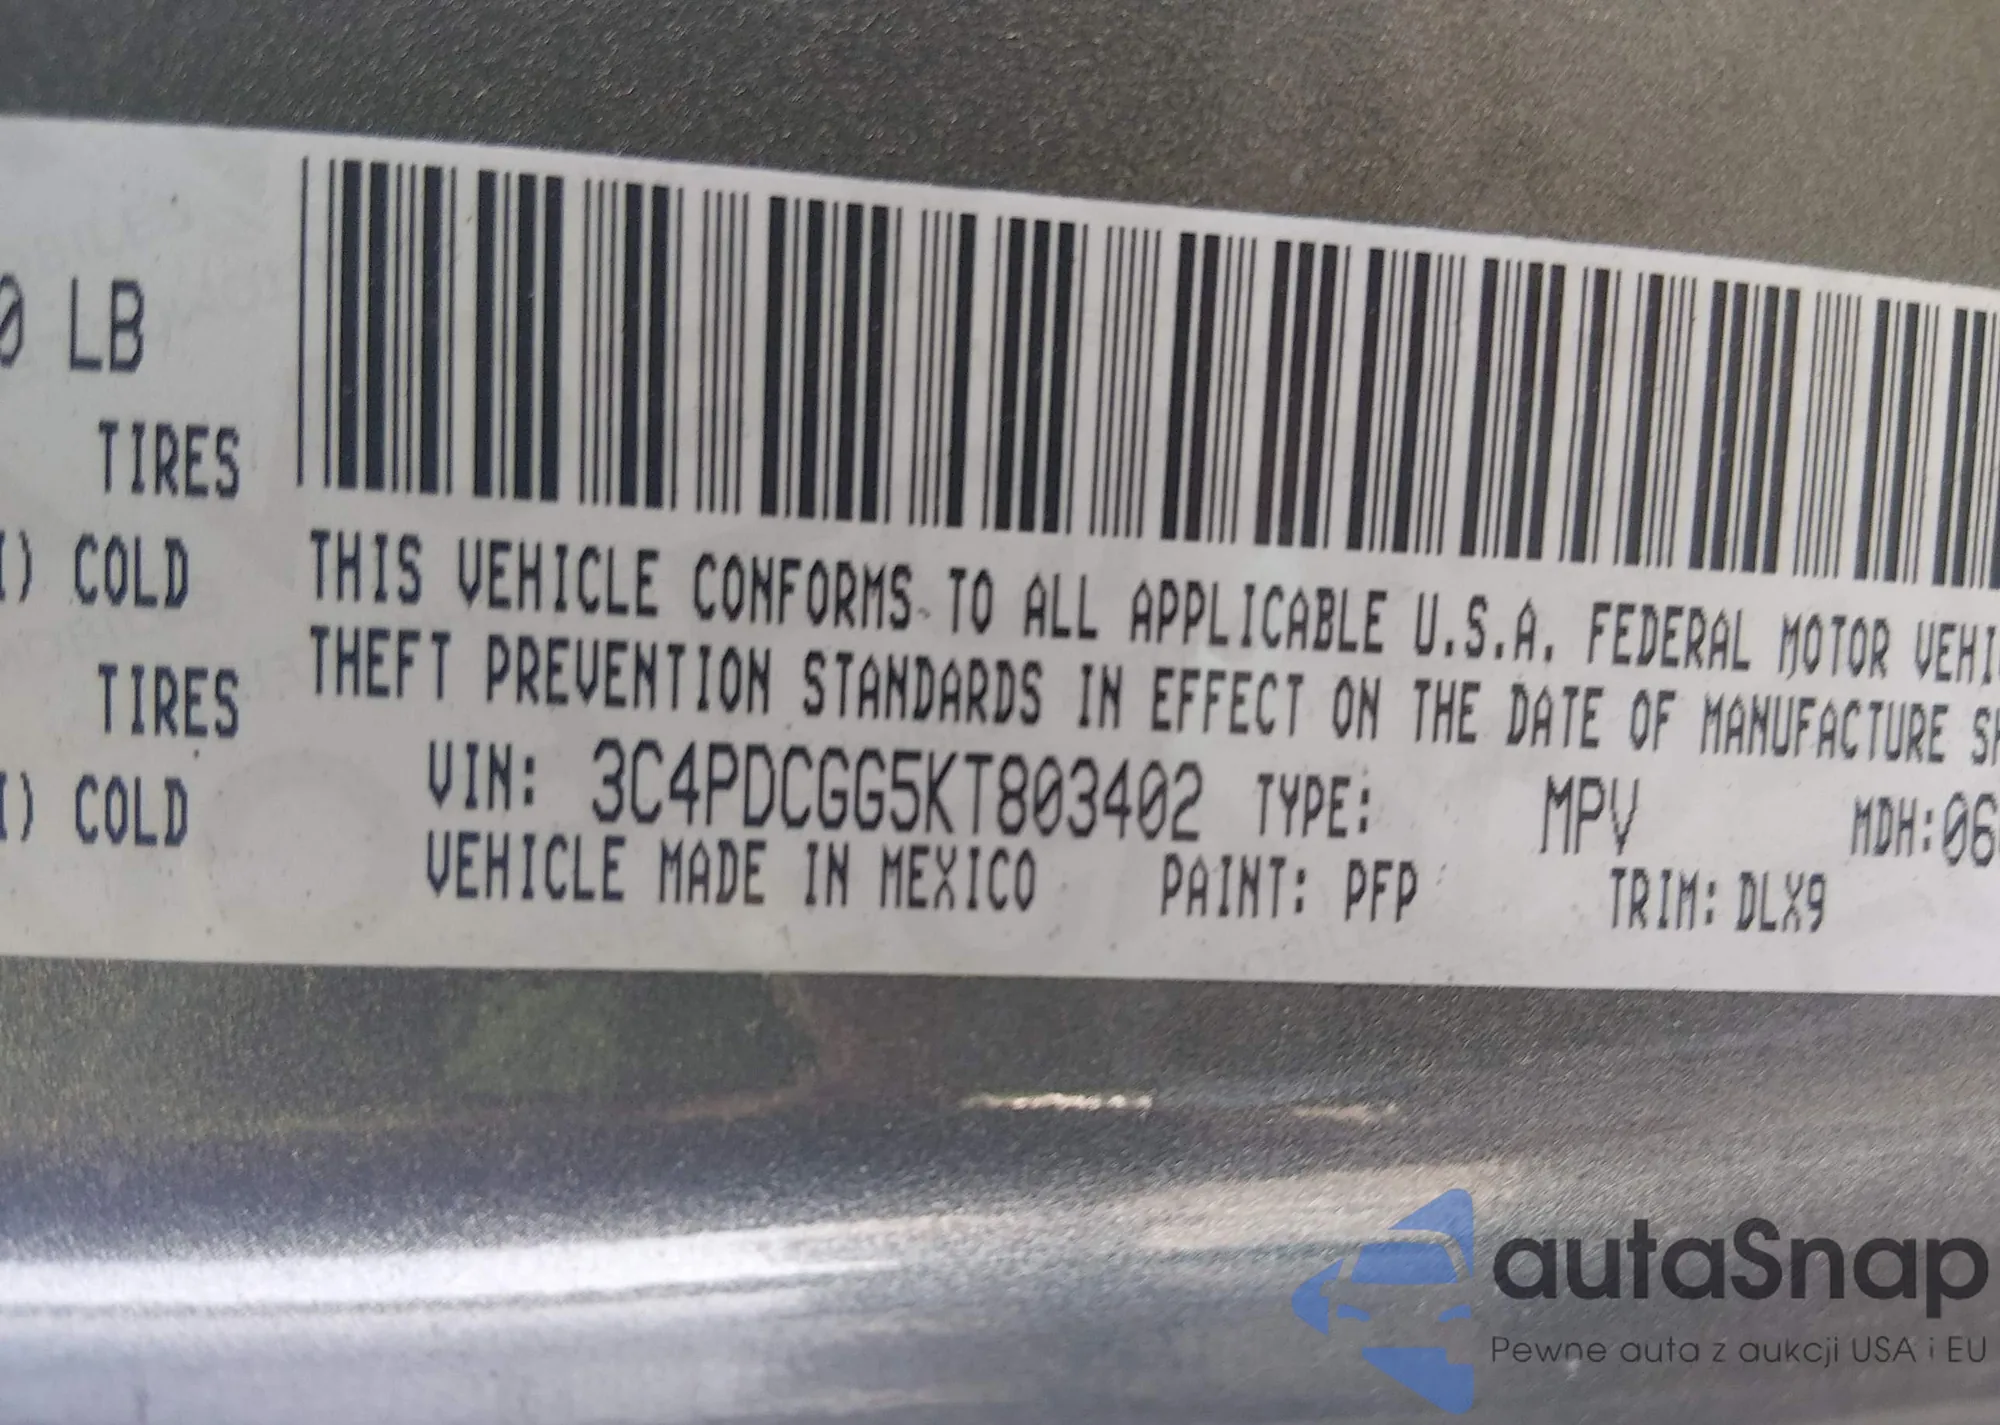 0 LB
TIRES
I) COLD
TIRES
I) COLD
THIS VEHICLE CONFORMS TO ALL APPLICABLE U.S.A. FEDERAL MOTOR VEHIC
THEFT PREVENTION STANDARDS IN EFFECT ON THE DATE OF MANUFACTURE SH
VIN: 3C4PDCGG5KT803402 TYPE: MPV MDH:06
VEHICLE MADE IN MEXICO PAINT: PFP TRIM: DLX9
autaSnap
Pewne auta z aukcji USA i EU